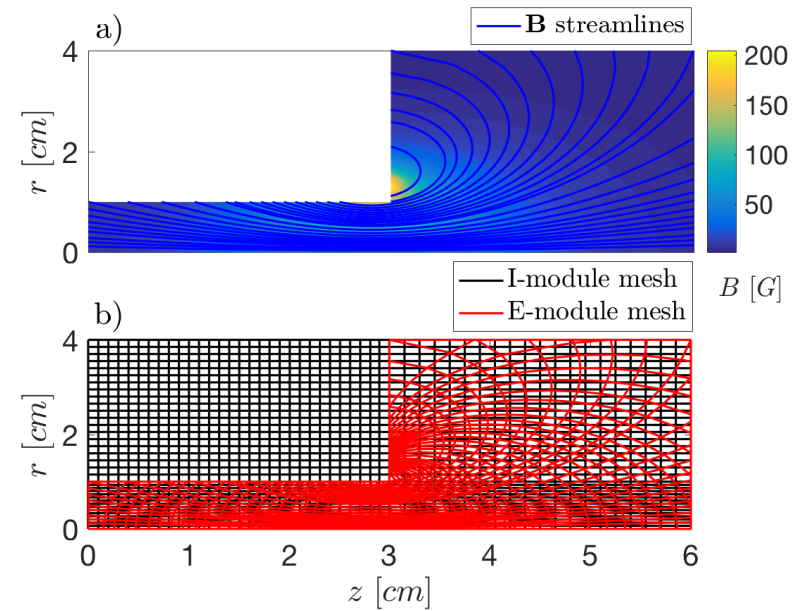 a)
B streamlines
4
2
0
r [cm]
200
150
100
50
B [G]
b)
I-module mesh
E-module mesh
4
2
0
r [cm]
0 1 2 3 4 5 6
z [cm]